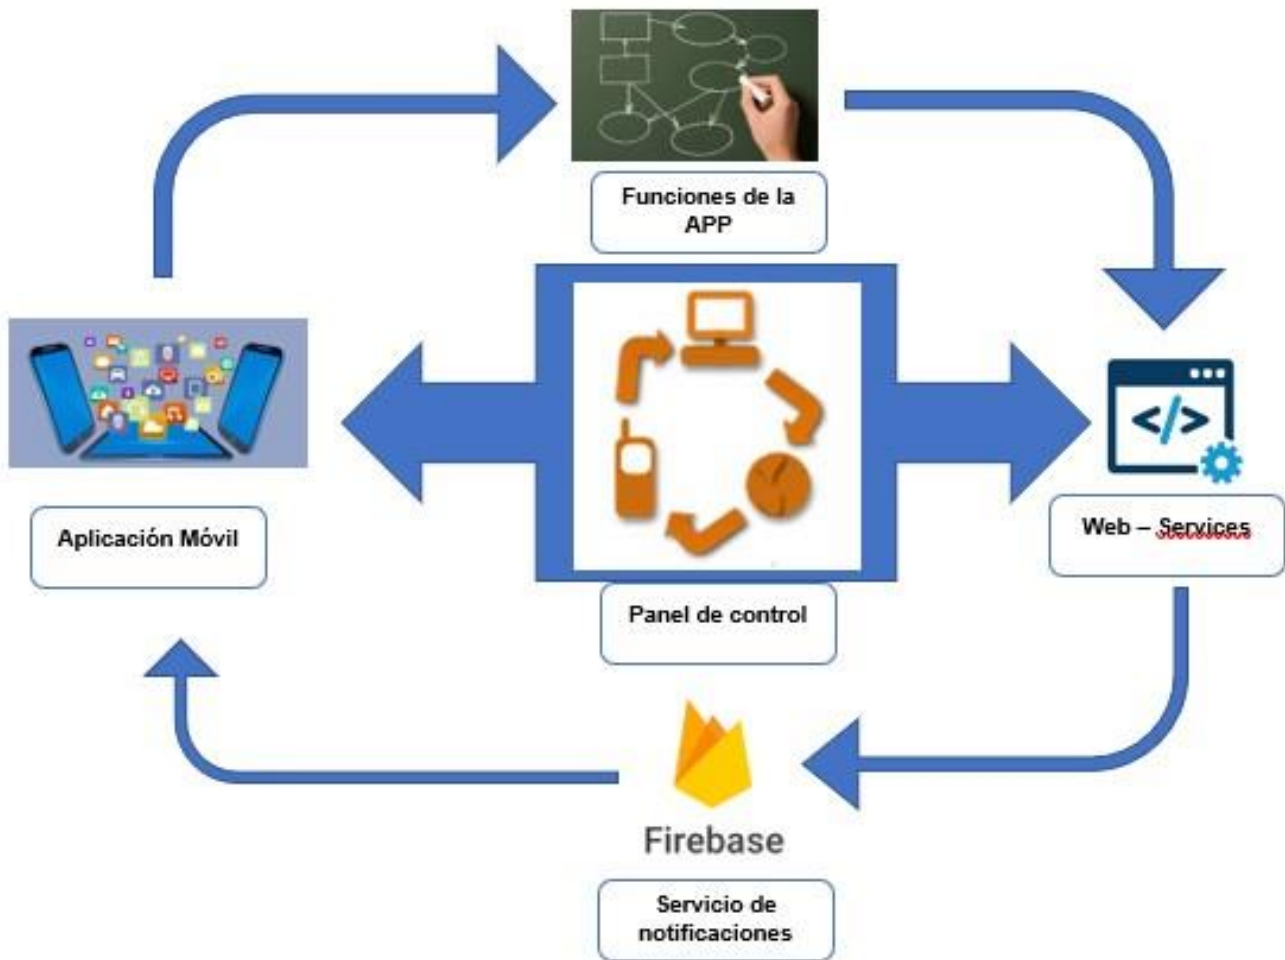 Funciones de la
APP
Aplicación Móvil
Web – Services
</>
Panel de control
Firebase
Servicio de
notificaciones